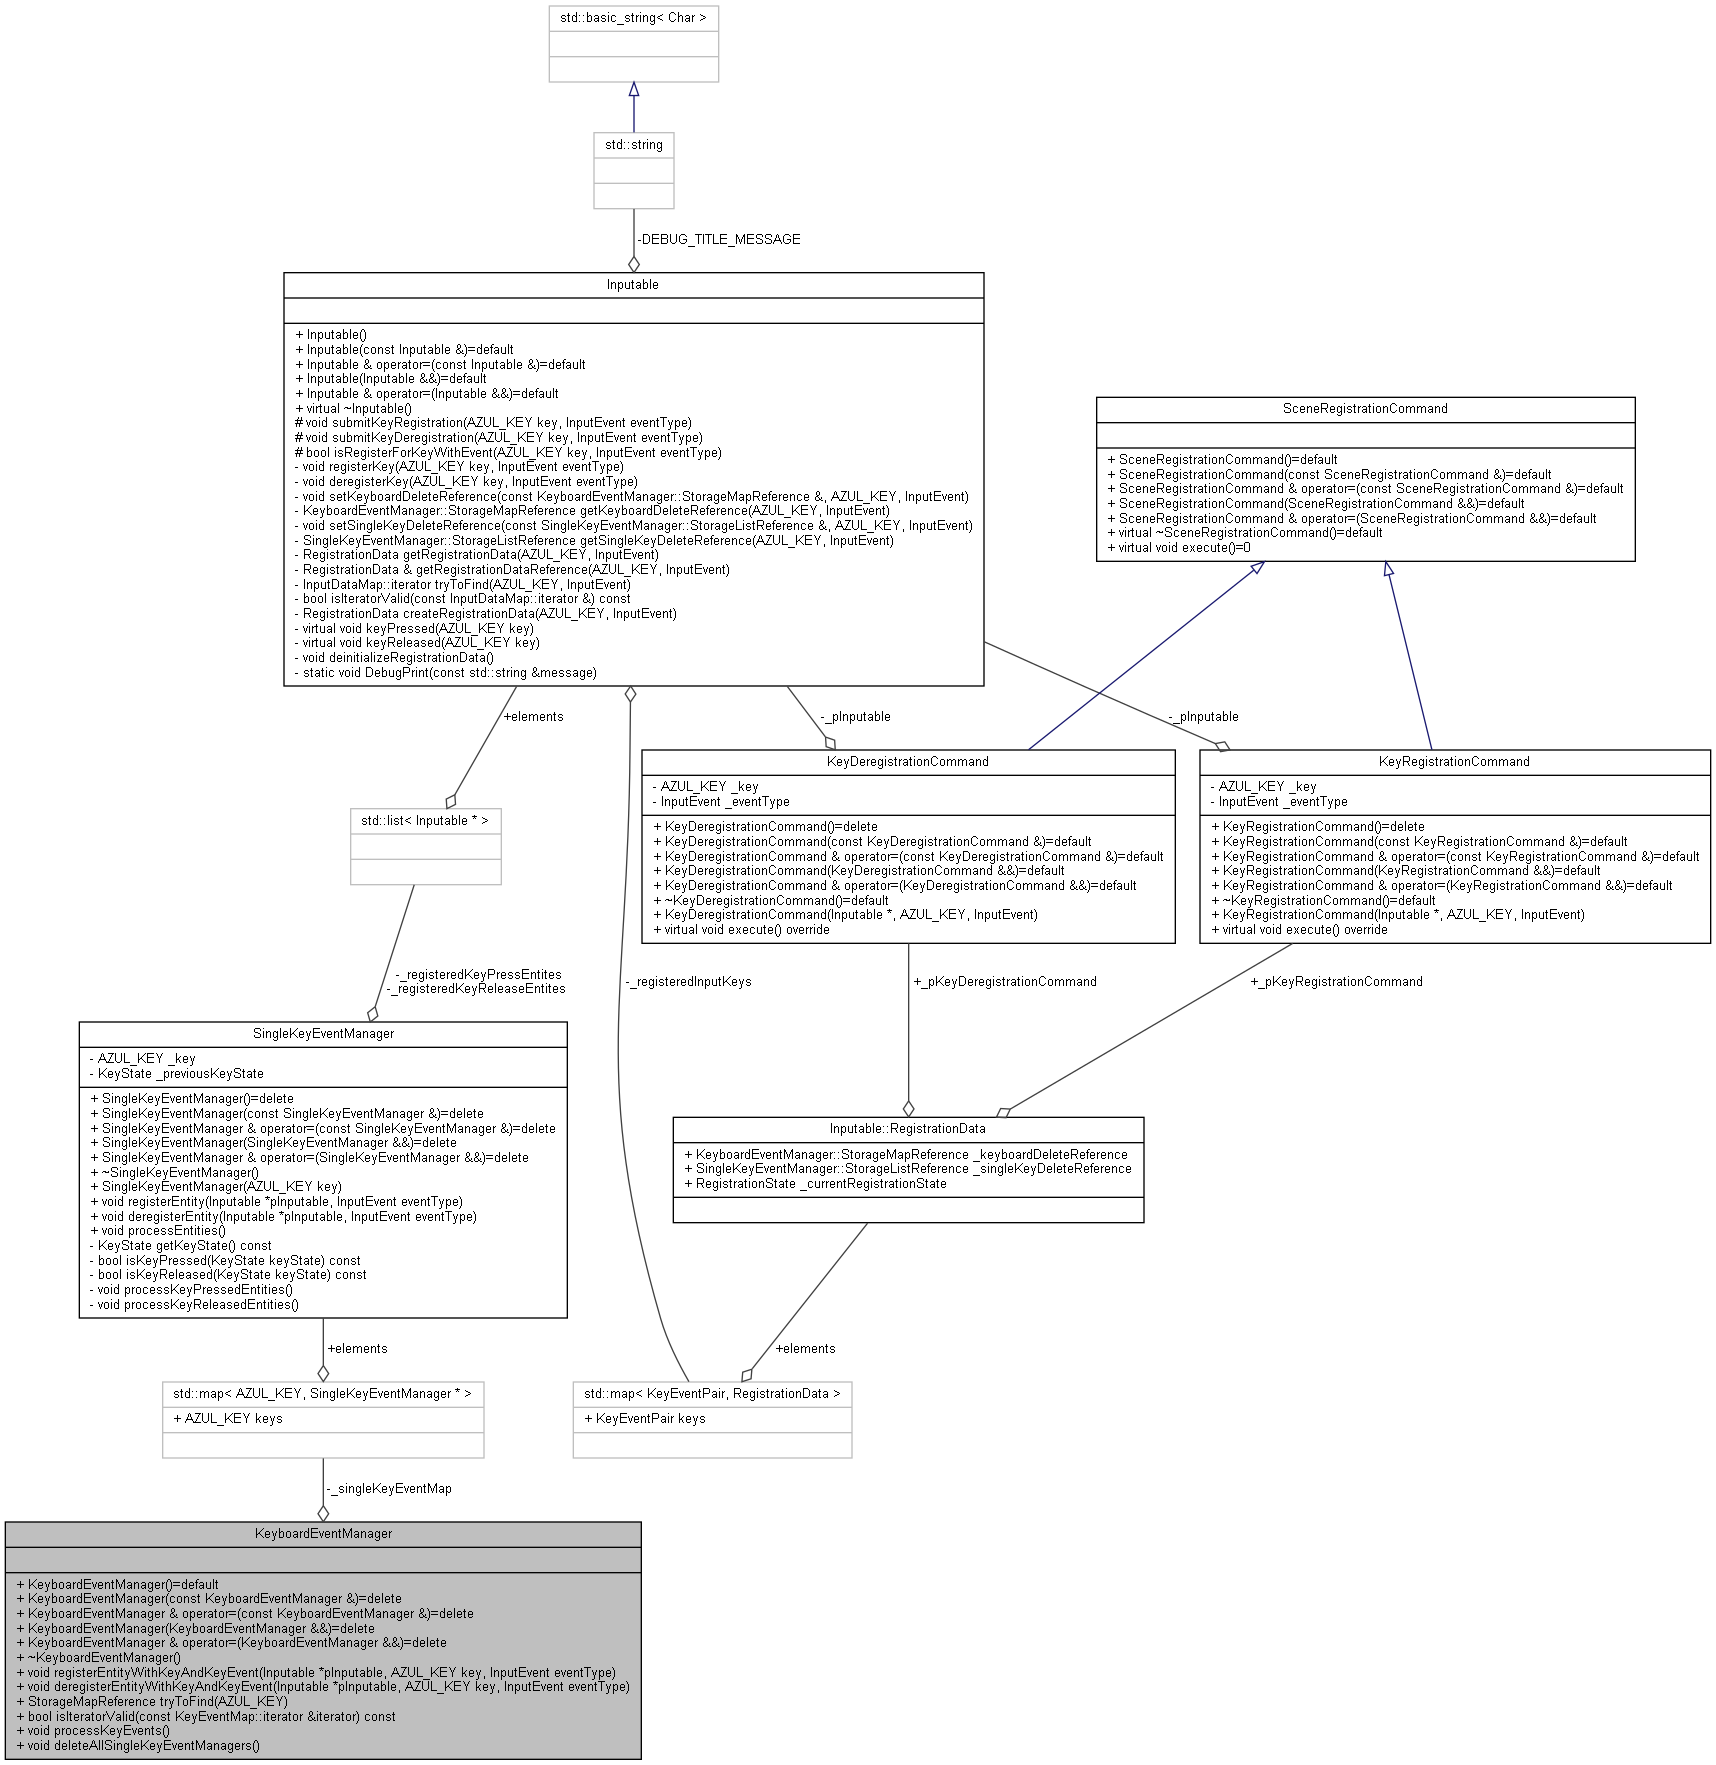 std::basic_string< Char >
std::string
-DEBUG_TITLE_MESSAGE
Inputable
+ Inputable()
+ Inputable(const Inputable &)=default
+ Inputable & operator=(const Inputable &)=default
+ Inputable(Inputable &&)=default
+ Inputable & operator=(Inputable &&)=default
+ virtual ~Inputable()
# void submitKeyRegistration(AZUL_KEY key, InputEvent eventType)
# void submitKeyDeregistration(AZUL_KEY key, InputEvent eventType)
# bool isRegisterForKeyWithEvent(AZUL_KEY key, InputEvent eventType)
- void registerKey(AZUL_KEY key, InputEvent eventType)
- void deregisterKey(AZUL_KEY key, InputEvent eventType)
- void setKeyboardDeleteReference(const KeyboardEventManager::StorageMapReference &, AZUL_KEY, InputEvent)
- KeyboardEventManager::StorageMapReference getKeyboardDeleteReference(AZUL_KEY, InputEvent)
- void setSingleKeyDeleteReference(const SingleKeyEventManager::StorageListReference &, AZUL_KEY, InputEvent)
- SingleKeyEventManager::StorageListReference getSingleKeyDeleteReference(AZUL_KEY, InputEvent)
- RegistrationData getRegistrationData(AZUL_KEY, InputEvent)
- RegistrationData & getRegistrationDataReference(AZUL_KEY, InputEvent)
- InputDataMap::iterator tryToFind(AZUL_KEY, InputEvent)
- bool isIteratorValid(const InputDataMap::iterator &) const
- RegistrationData createRegistrationData(AZUL_KEY, InputEvent)
- virtual void keyPressed(AZUL_KEY key)
- virtual void keyReleased(AZUL_KEY key)
- void deinitializeRegistrationData()
- static void DebugPrint(const std::string &message)
SceneRegistrationCommand
+ SceneRegistrationCommand()=default
+ SceneRegistrationCommand(const SceneRegistrationCommand &)=default
+ SceneRegistrationCommand & operator=(const SceneRegistrationCommand &)=default
+ SceneRegistrationCommand(SceneRegistrationCommand &&)=default
+ SceneRegistrationCommand & operator=(SceneRegistrationCommand &&)=default
+ virtual ~SceneRegistrationCommand()=default
+ virtual void execute()=0
+elements
-_pInputable
-_pInputable
std::list< Inputable * >
KeyDeregistrationCommand
- AZUL_KEY _key
- InputEvent _eventType
+ KeyDeregistrationCommand()=delete
+ KeyDeregistrationCommand(const KeyDeregistrationCommand &)=default
+ KeyDeregistrationCommand & operator=(const KeyDeregistrationCommand &)=default
+ KeyDeregistrationCommand(KeyDeregistrationCommand &&)=default
+ KeyDeregistrationCommand & operator=(KeyDeregistrationCommand &&)=default
+ ~KeyDeregistrationCommand()=default
+ KeyDeregistrationCommand(Inputable *, AZUL_KEY, InputEvent)
+ virtual void execute() override
KeyRegistrationCommand
- AZUL_KEY _key
- InputEvent _eventType
+ KeyRegistrationCommand()=delete
+ KeyRegistrationCommand(const KeyRegistrationCommand &)=default
+ KeyRegistrationCommand & operator=(const KeyRegistrationCommand &)=default
+ KeyRegistrationCommand(KeyRegistrationCommand &&)=default
+ KeyRegistrationCommand & operator=(KeyRegistrationCommand &&)=default
+ ~KeyRegistrationCommand()=default
+ KeyRegistrationCommand(Inputable *, AZUL_KEY, InputEvent)
+ virtual void execute() override
-_registeredKeyPressEntites
-_registeredKeyReleaseEntites
-_registeredInputKeys
+_pKeyDeregistrationCommand
+_pKeyRegistrationCommand
SingleKeyEventManager
- AZUL_KEY _key
- KeyState _previousKeyState
+ SingleKeyEventManager()=delete
+ SingleKeyEventManager(const SingleKeyEventManager &)=delete
+ SingleKeyEventManager & operator=(const SingleKeyEventManager &)=delete
+ SingleKeyEventManager(SingleKeyEventManager &&)=delete
+ SingleKeyEventManager & operator=(SingleKeyEventManager &&)=delete
+ ~SingleKeyEventManager()
+ SingleKeyEventManager(AZUL_KEY key)
+ void registerEntity(Inputable *pInputable, InputEvent eventType)
+ void deregisterEntity(Inputable *pInputable, InputEvent eventType)
+ void processEntities()
- KeyState getKeyState() const
- bool isKeyPressed(KeyState keyState) const
- bool isKeyReleased(KeyState keyState) const
- void processKeyPressedEntities()
- void processKeyReleasedEntities()
Inputable::RegistrationData
+ KeyboardEventManager::StorageMapReference _keyboardDeleteReference
+ SingleKeyEventManager::StorageListReference _singleKeyDeleteReference
+ RegistrationState _currentRegistrationState
+elements
+elements
std::map< AZUL_KEY, SingleKeyEventManager * >
+ AZUL_KEY keys
std::map< KeyEventPair, RegistrationData >
+ KeyEventPair keys
-_singleKeyEventMap
KeyboardEventManager
+ KeyboardEventManager()=default
+ KeyboardEventManager(const KeyboardEventManager &)=delete
+ KeyboardEventManager & operator=(const KeyboardEventManager &)=delete
+ KeyboardEventManager(KeyboardEventManager &&)=delete
+ KeyboardEventManager & operator=(KeyboardEventManager &&)=delete
+ ~KeyboardEventManager()
+ void registerEntityWithKeyAndKeyEvent(Inputable *pInputable, AZUL_KEY key, InputEvent eventType)
+ void deregisterEntityWithKeyAndKeyEvent(Inputable *pInputable, AZUL_KEY key, InputEvent eventType)
+ StorageMapReference tryToFind(AZUL_KEY)
+ bool isIteratorValid(const KeyEventMap::iterator &iterator) const
+ void processKeyEvents()
+ void deleteAllSingleKeyEventManagers()